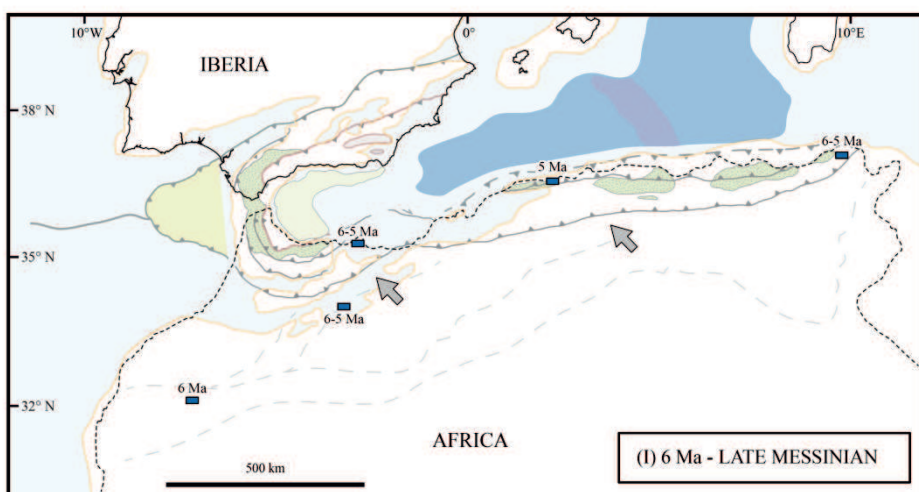 10°W
0°
10°E
IBERIA
38° N
6-5 Ma
5 Ma
6-5 Ma
35°N
6-5 Ma
6 Ma
32°N
AFRICA
500 km
(I) 6 Ma - LATE MESSINIAN